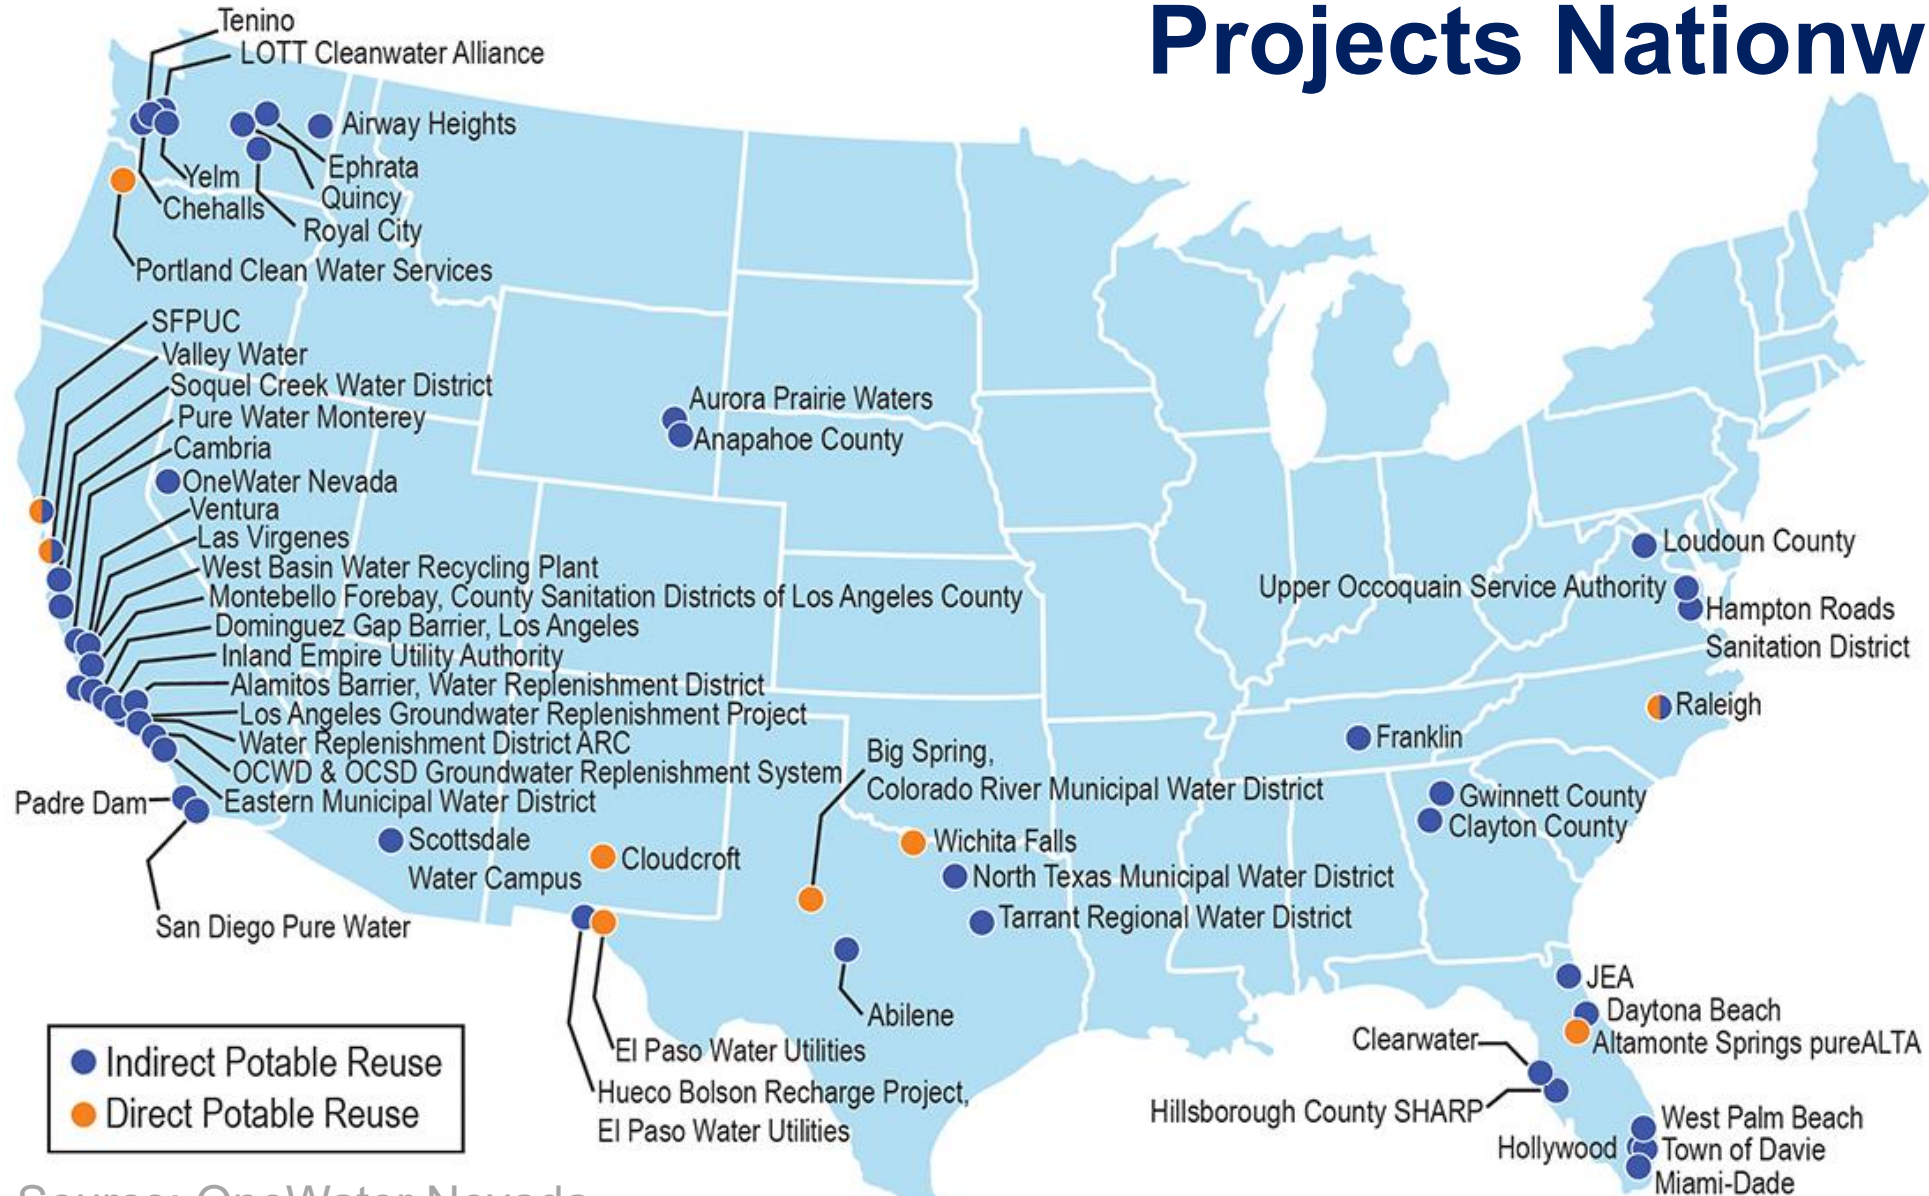 Projects Nationw
Tenino
LOTT Cleanwater Alliance
Airway Heights
Ephrata
Yelm
Quincy
Chehalls
Royal City
Portland Clean Water Services
SFPUC
Valley Water
Soquel Creek Water District
Pure Water Monterey
Cambria
OneWater Nevada
Ventura
Las Virgenes
West Basin Water Recycling Plant
Montebello Forebay, County Sanitation Districts of Los Angeles County
Dominguez Gap Barrier, Los Angeles
Inland Empire Utility Authority
Alamitos Barrier, Water Replenishment District
Los Angeles Groundwater Replenishment Project
Water Replenishment District ARC
OCWD & OCSD Groundwater Replenishment System
Eastern Municipal Water District
Padre Dam
San Diego Pure Water
Scottsdale
Water Campus
Cloudcroft
Aurora Prairie Waters
Anapahoe County
Big Spring,
Colorado River Municipal Water District
Wichita Falls
North Texas Municipal Water District
Tarrant Regional Water District
Abilene
El Paso Water Utilities
Hueco Bolson Recharge Project,
El Paso Water Utilities
Loudoun County
Upper Occoquain Service Authority
Hampton Roads
Sanitation District
Raleigh
Franklin
Gwinnett County
Clayton County
JEA
Daytona Beach
Altamonte Springs pureALTA
Clearwater
Hillsborough County SHARP
West Palm Beach
Hollywood
Town of Davie
Miami-Dade
Indirect Potable Reuse
Direct Potable Reuse
Source: OneWater Nevada